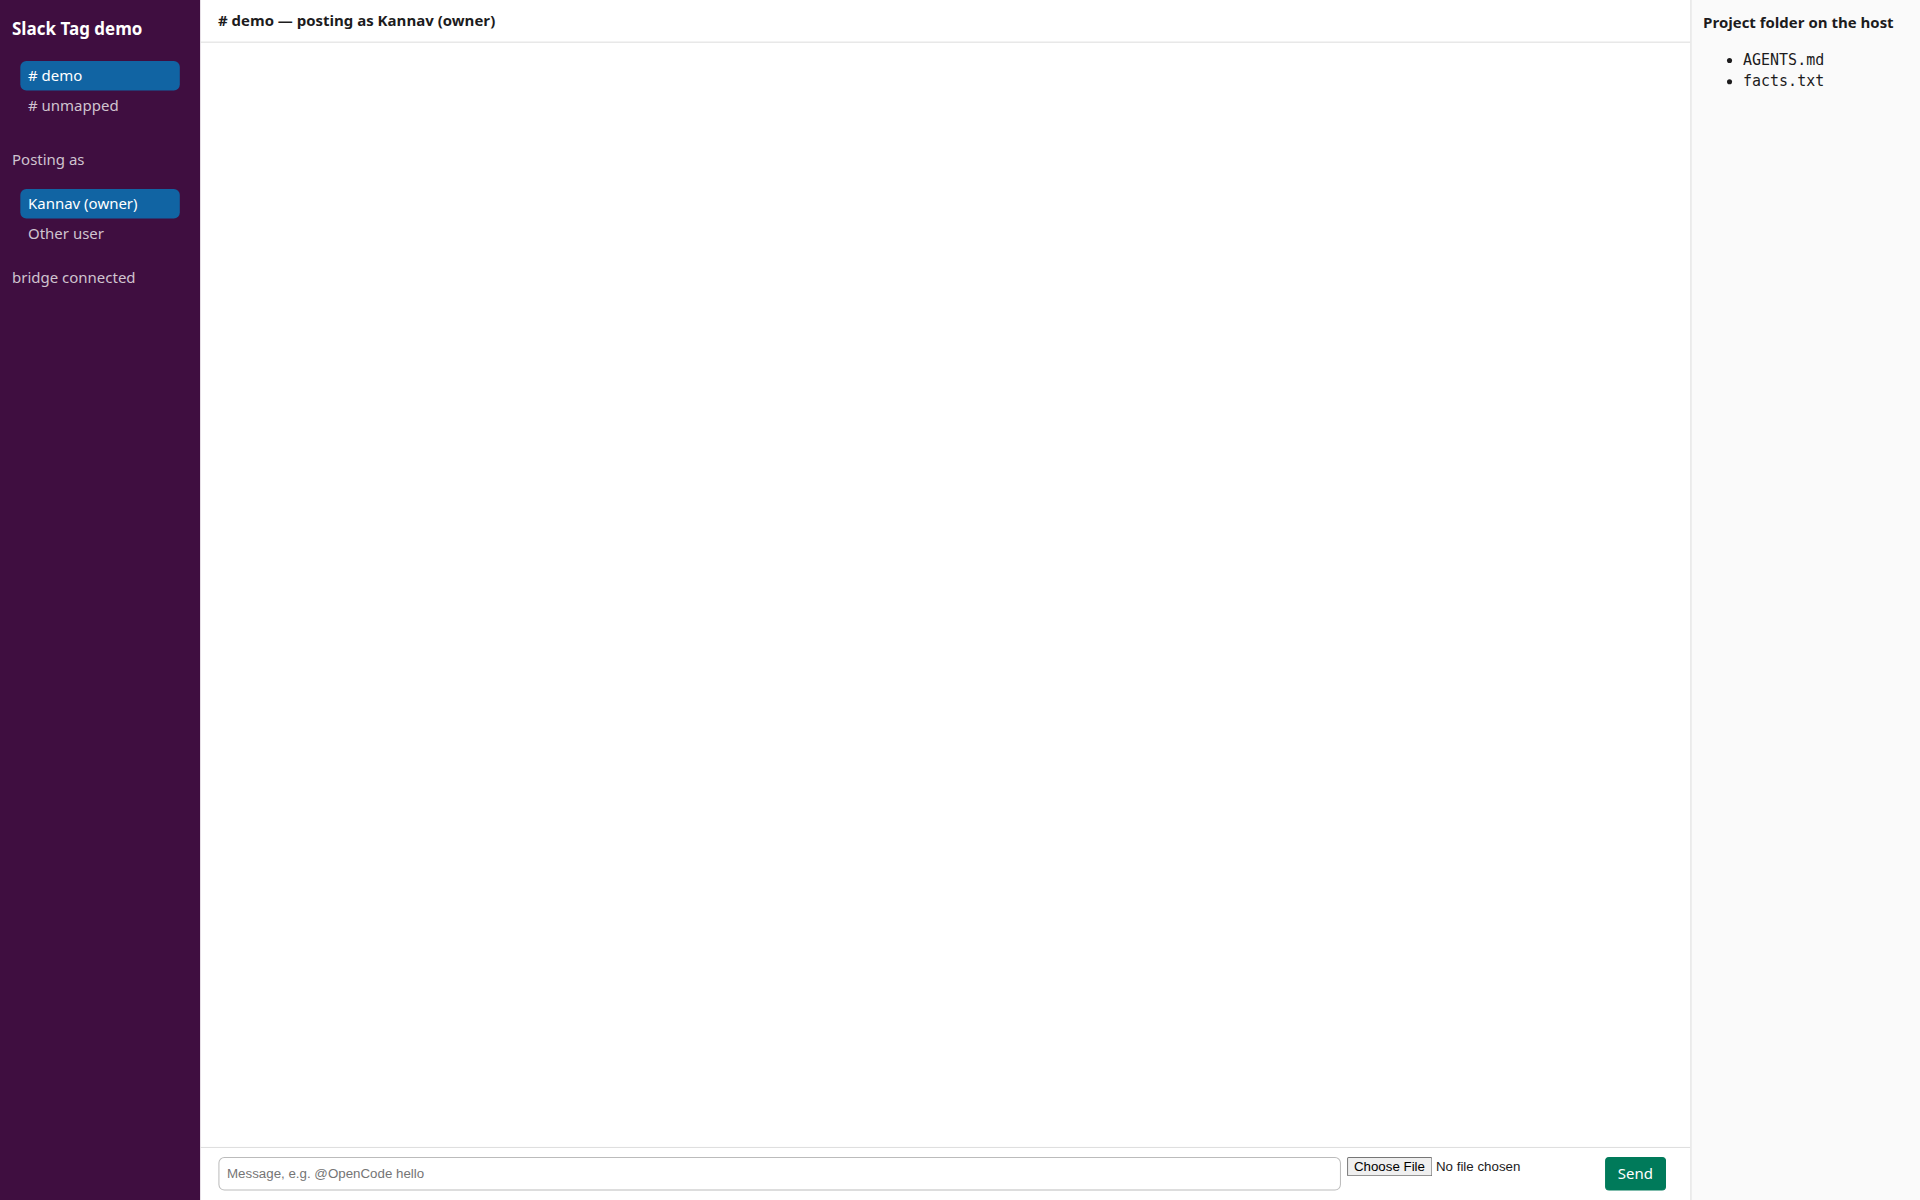 Slack Tag demo
# demo
# unmapped
Posting as
Kannav (owner)
Other user
bridge connected
# demo — posting as Kannav (owner)
Message, e.g. @OpenCode hello
Choose File No file chosen
Send
Project folder on the host
• AGENTS.md
• facts.txt